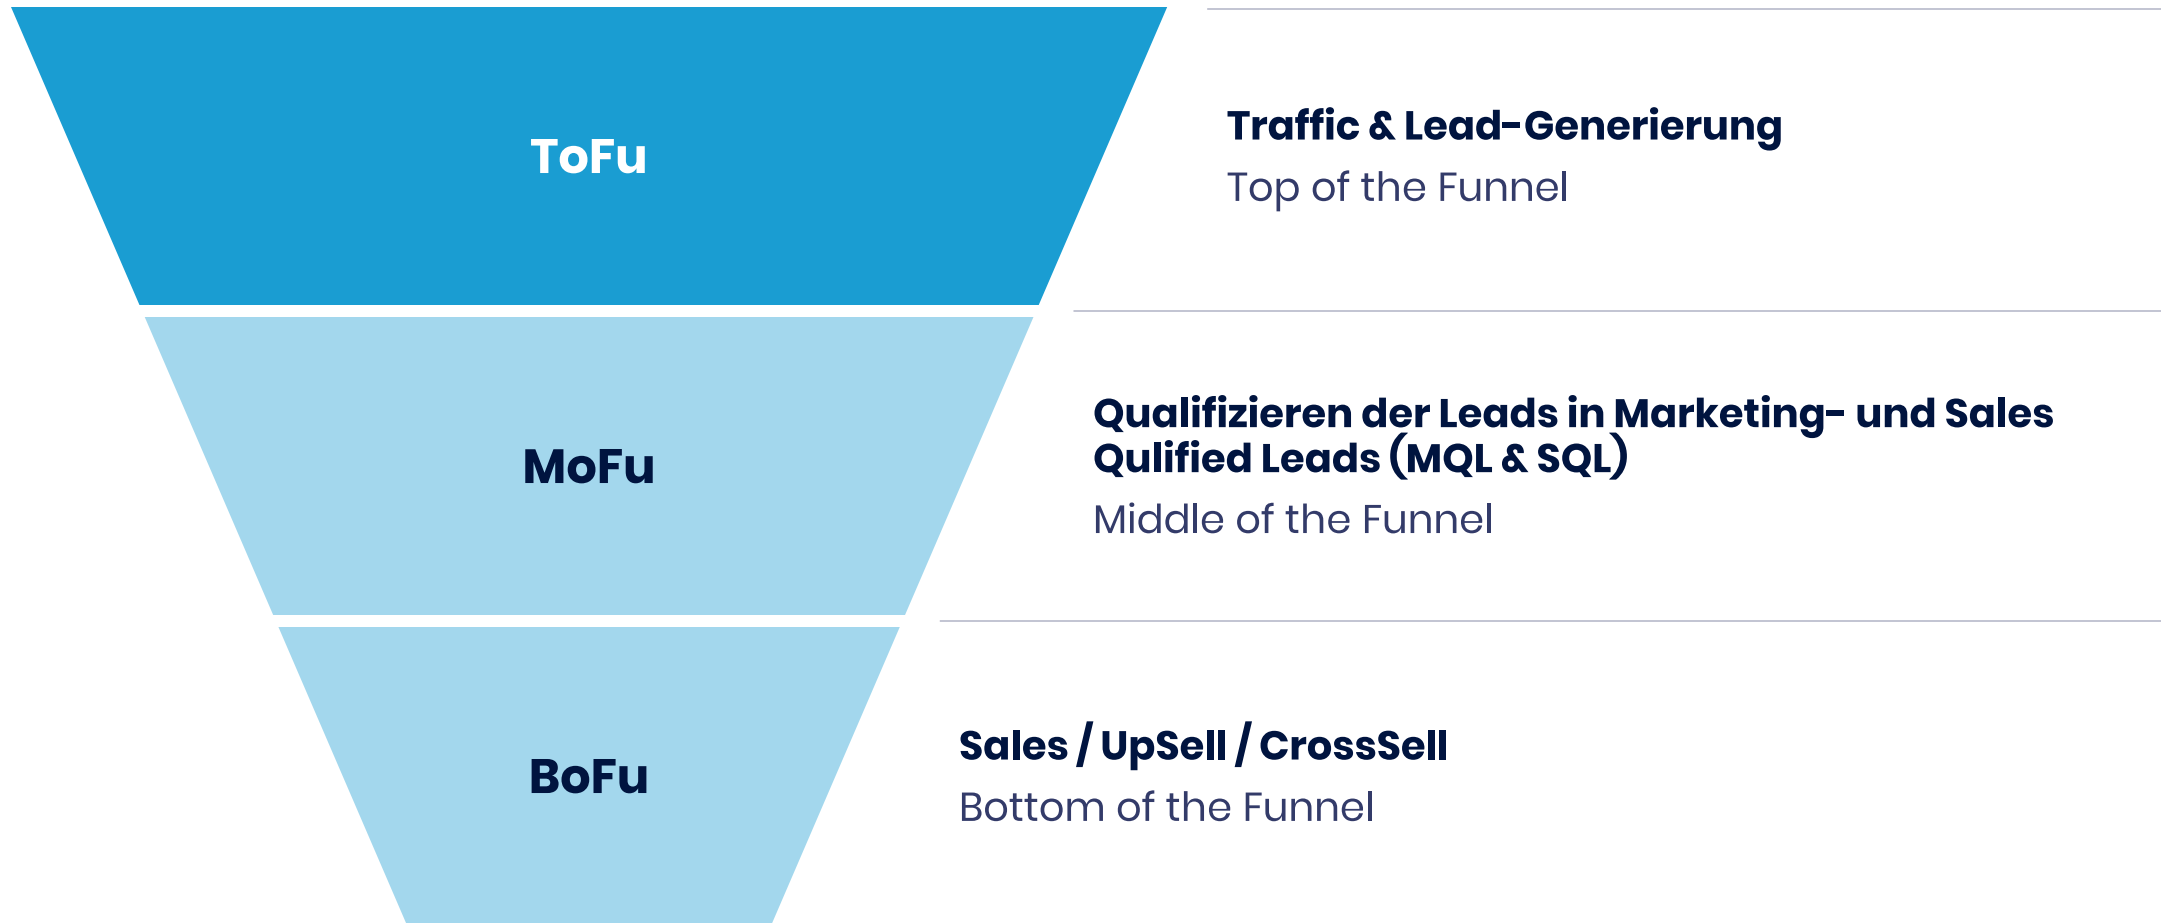 ToFu
Traffic & Lead-Generierung
Top of the Funnel
MoFu
Qualifizieren der Leads in Marketing- und Sales
Qulified Leads (MQL & SQL)
Middle of the Funnel
BoFu
Sales / UpSell / CrossSell
Bottom of the Funnel